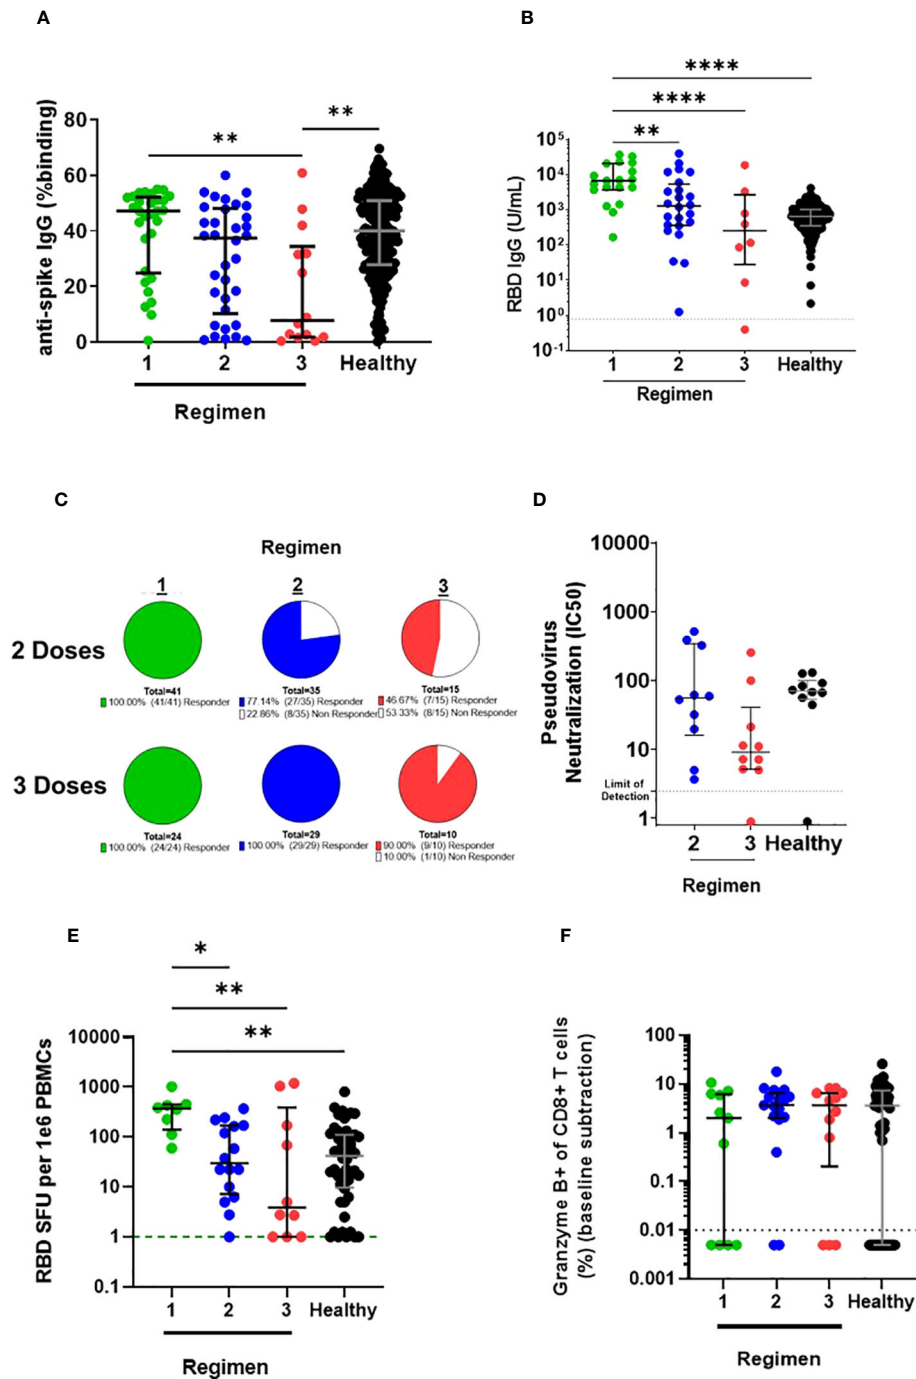 A
anti-spike IgG (%binding)
80
60
40
20
0
**
**
1 2 3 Healthy
Regimen
B
RBD IgG (U/mL)
10⁵
10⁴
10³
10²
10¹
10⁰
10⁻¹
****
****
**
1 2 3 Healthy
Regimen
C
Regimen
1 2 3
2 Doses
Total=41
100.00% (41/41) Responder
Total=35
77.14% (27/35) Responder
22.86% (8/35) Non Responder
Total=15
46.67% (7/15) Responder
53.33% (8/15) Non Responder
3 Doses
Total=24
100.00% (24/24) Responder
Total=29
100.00% (29/29) Responder
Total=10
90.00% (9/10) Responder
10.00% (1/10) Non Responder
D
Pseudovirus
Neutralization (IC50)
10000
1000
100
10
1
Limit of
Detection
2 3 Healthy
Regimen
E
RBD SFU per 1e6 PBMCs
*
**
**
10000
1000
100
10
1
0.1
1 2 3 Healthy
Regimen
F
Granzyme B+ of CD8+ T cells
(%) (baseline subtraction)
100
10
1
0.1
0.01
0.001
1 2 3 Healthy
Regimen